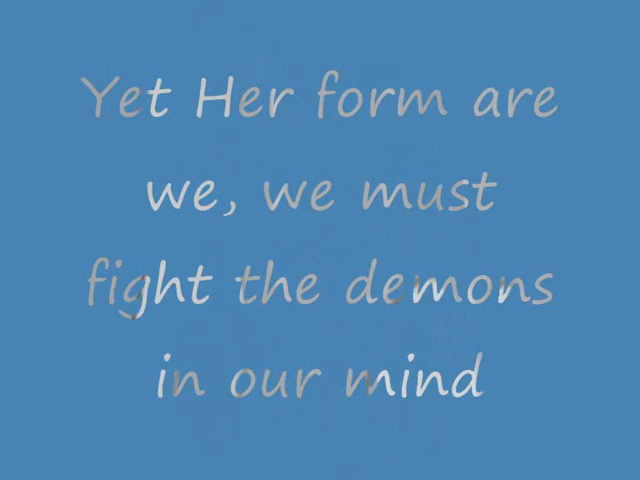 Yet Her form are
we, we must
fight the demons
in our mind